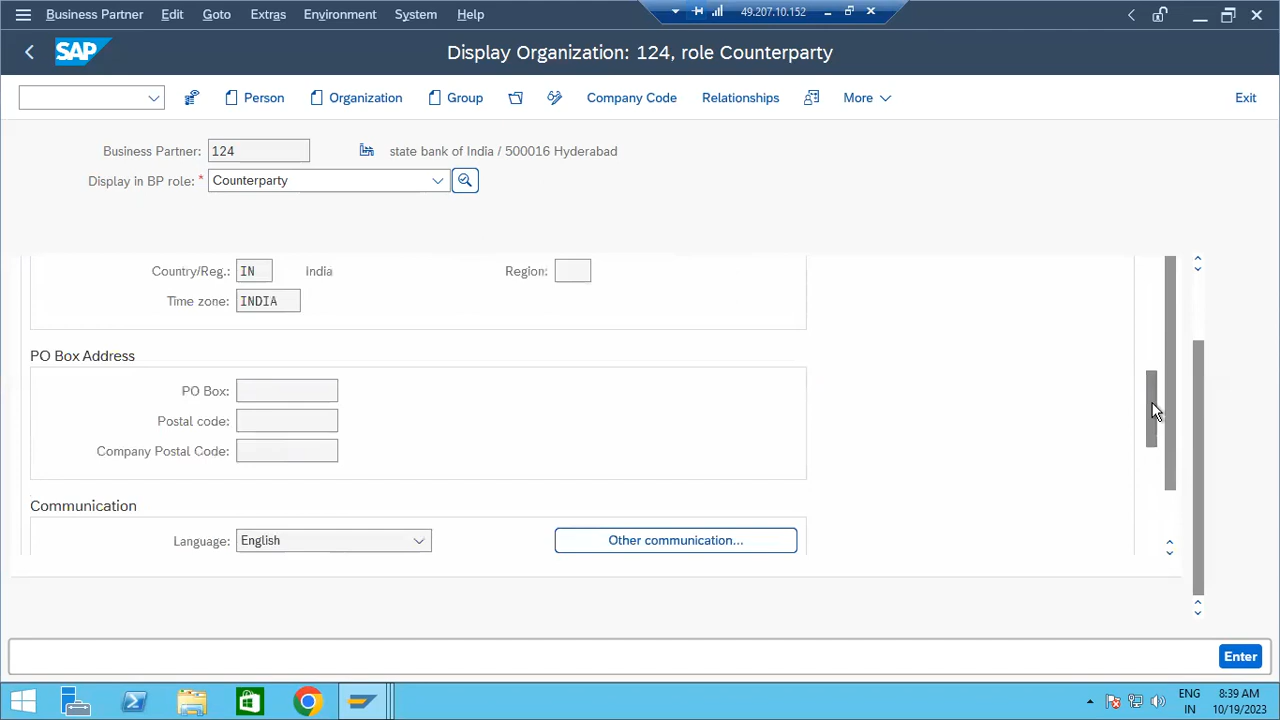 Business Partner Edit Goto Extras Environment System Help 49.207.10.152
SAP Display Organization: 124, role Counterparty
Person Organization Group Company Code Relationships More Exit
Business Partner: 124 state bank of India / 500016 Hyderabad
Display in BP role: * Counterparty
Country/Reg.: IN India Region:
Time zone: INDIA
PO Box Address
PO Box:
Postal code:
Company Postal Code:
Communication
Language: English Other communication...
Enter
ENG 8:39 AM
IN 10/19/2023